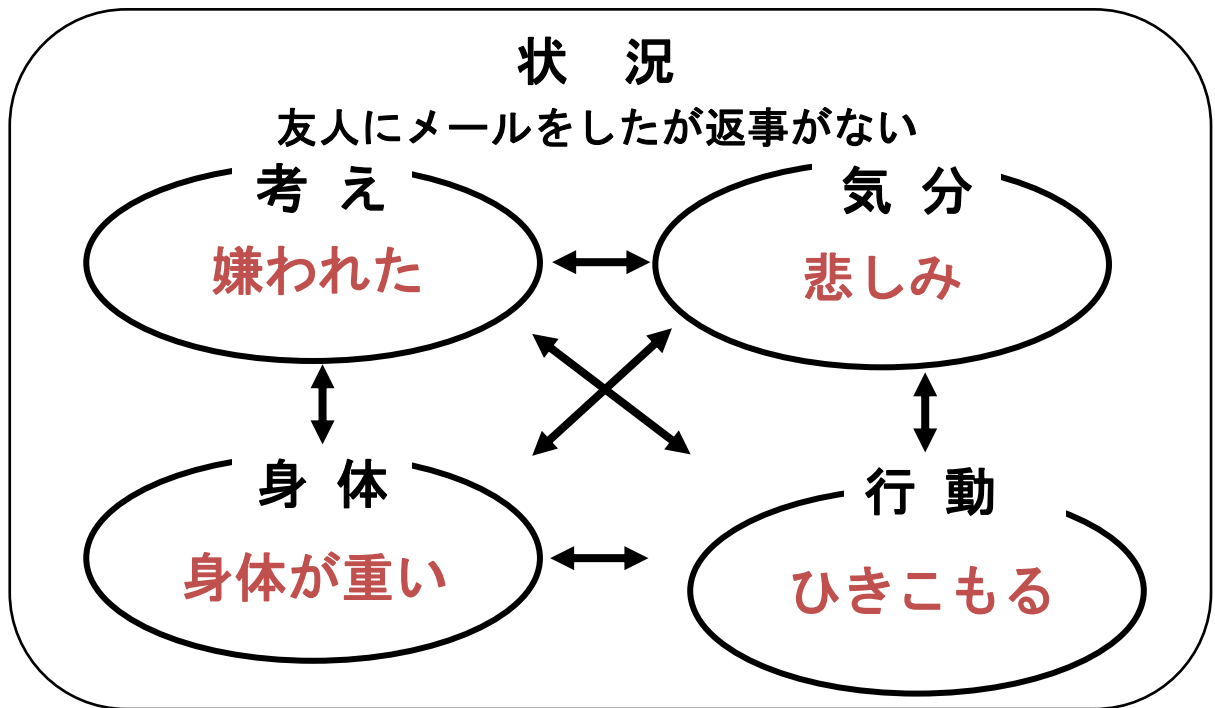 状　況
友人にメールをしたが返事がない
考 え
嫌われた
気 分
悲しみ
身 体
身体が重い
行 動
ひきこもる